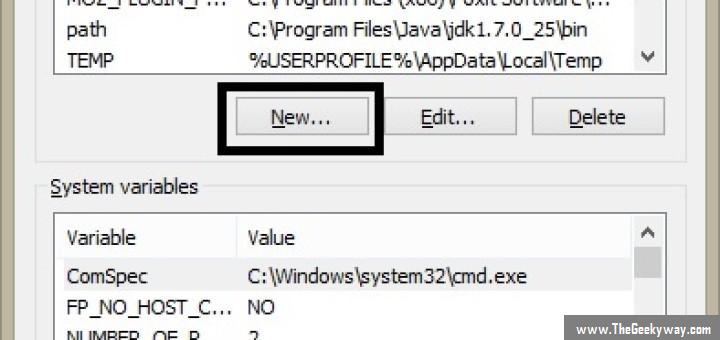 MOZ_PLUGIN_P... C:\Program Files (x86)\Foxit Software\...
path C:\Program Files\Java\jdk1.7.0_25\bin
TEMP %USERPROFILE%\AppData\Local\Temp
New... Edit... Delete
System variables
Variable Value
ComSpec C:\Windows\system32\cmd.exe
FP_NO_HOST_C... NO
NUMBER_OF_P... 2
www.TheGeekyway.com